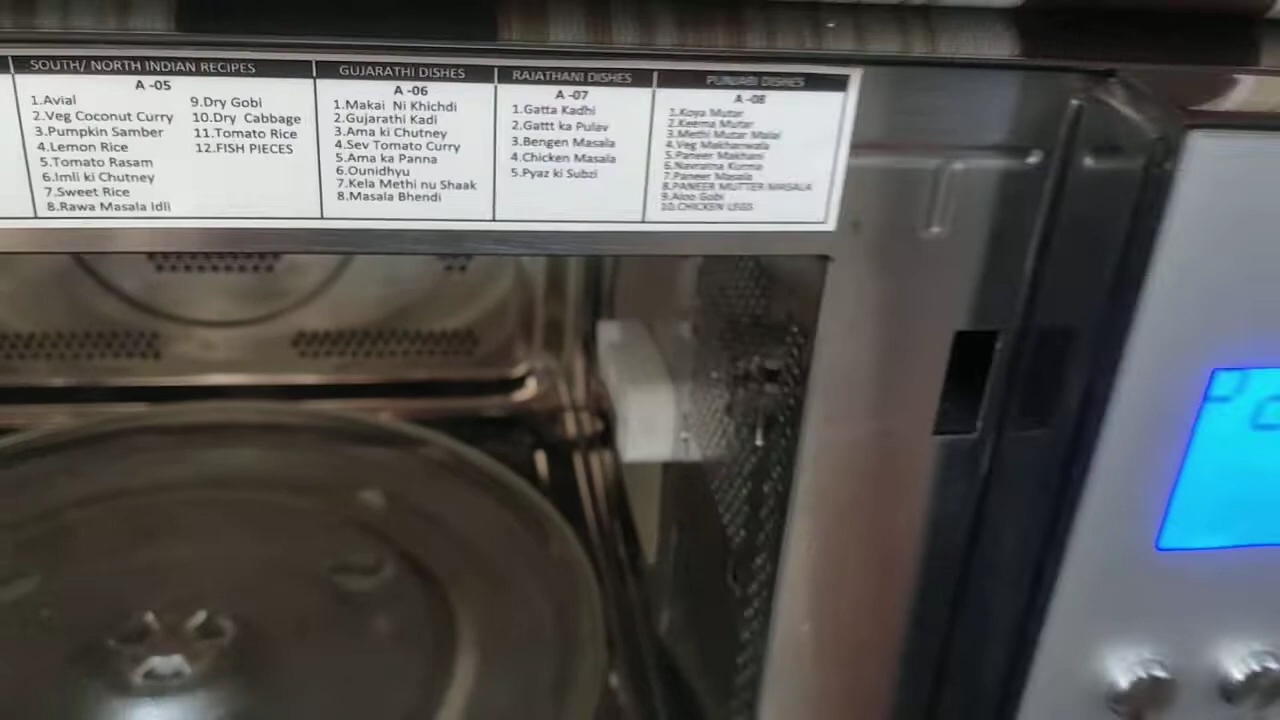 SOUTH/ NORTH INDIAN RECIPES
A -05
1.Avial
2.Veg Coconut Curry
3.Pumpkin Samber
4.Lemon Rice
5.Tomato Rasam
6.Imli ki Chutney
7.Sweet Rice
8.Rawa Masala Idli
9.Dry Gobi
10.Dry Cabbage
11.Tomato Rice
12.FISH PIECES
GUJARATHI DISHES
A -06
1.Makai Ni Khichdi
2.Gujarathi Kadi
3.Ama ki Chutney
4.Sev Tomato Curry
5.Ama ka Panna
6.Ounidhyu
7.Kela Methi nu Shaak
8.Masala Bhendi
RAJATHANI DISHES
A -07
1.Gatta Kadhi
2.Gattt ka Pulav
3.Bengen Masala
4.Chicken Masala
5.Pyaz ki Subzi
PUNJABI DISHES
A -08
1.Koya Mutar
2.Keema Mutar
3.Methi Mutar Malai
4.Veg Makhanwala
5.Paneer Makhani
6.Navratna Kurma
7.Paneer Masala
8.PANEER MUTTER MASALA
9.Aloo Gobi
10.CHICKEN LEGS